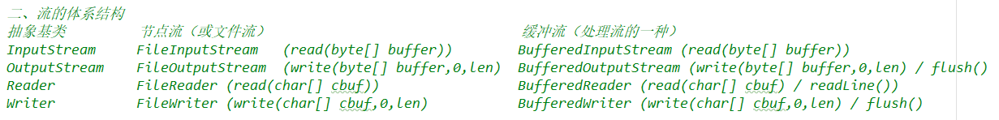 二、流的体系结构
抽象基类 节点流（或文件流） 缓冲流（处理流的一种）
InputStream FileInputStream (read(byte[] buffer)) BufferedInputStream (read(byte[] buffer))
OutputStream FileOutputStream (write(byte[] buffer,0,len) BufferedOutputStream (write(byte[] buffer,0,len) / flush()
Reader FileReader (read(char[] cbuf)) BufferedReader (read(char[] cbuf) / readLine())
Writer FileWriter (write(char[] cbuf,0,len) BufferedWriter (write(char[] cbuf,0,len) / flush()